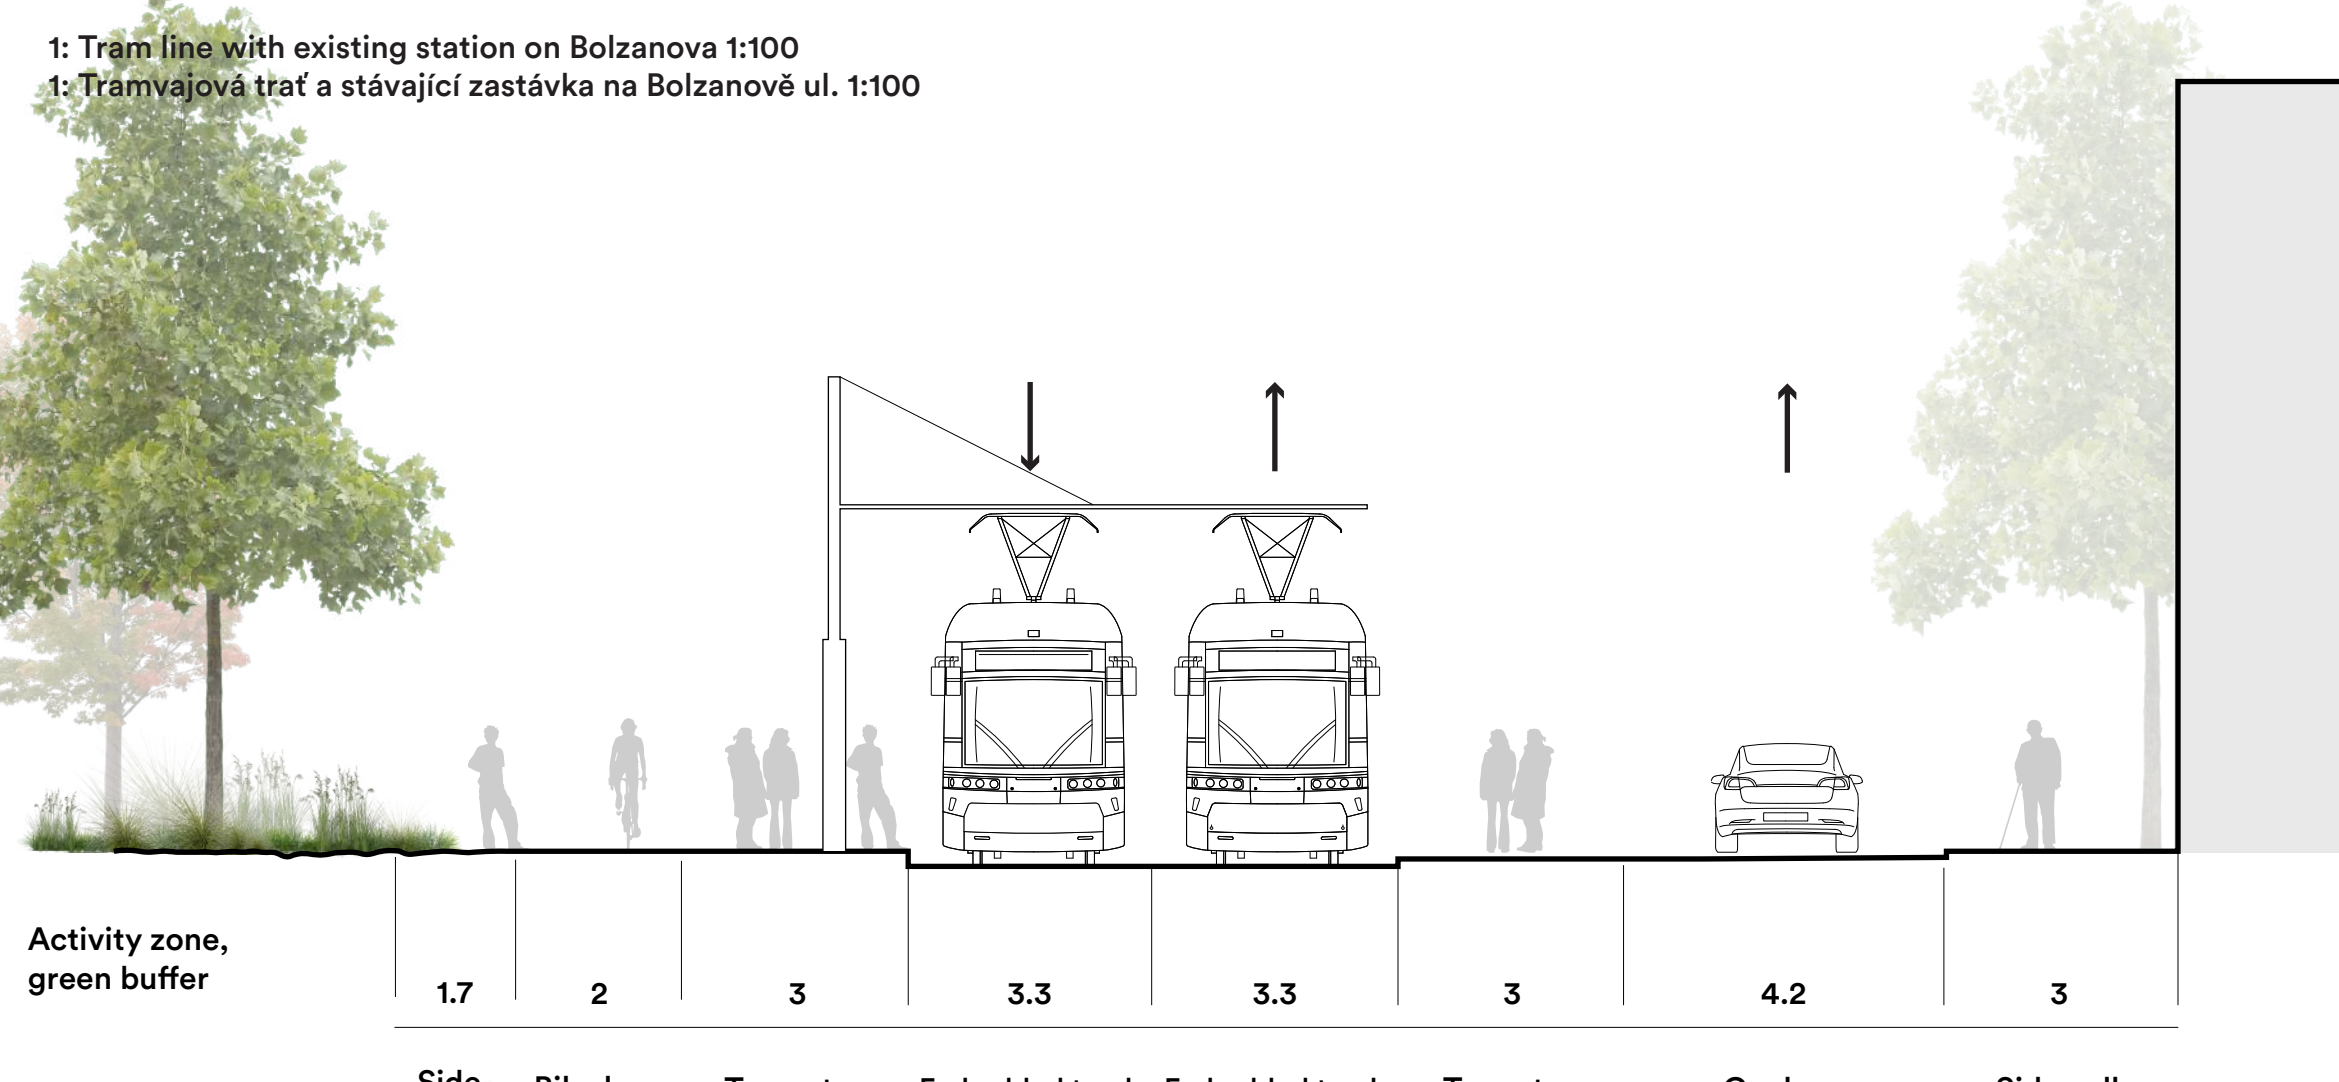 1: Tram line with existing station on Bolzanova 1:100
1: Tramvajová trať a stávající zastávka na Bolzanově ul. 1:100
Activity zone,
green buffer
1.7 2 3 3.3 3.3 3 4.2 3
Side